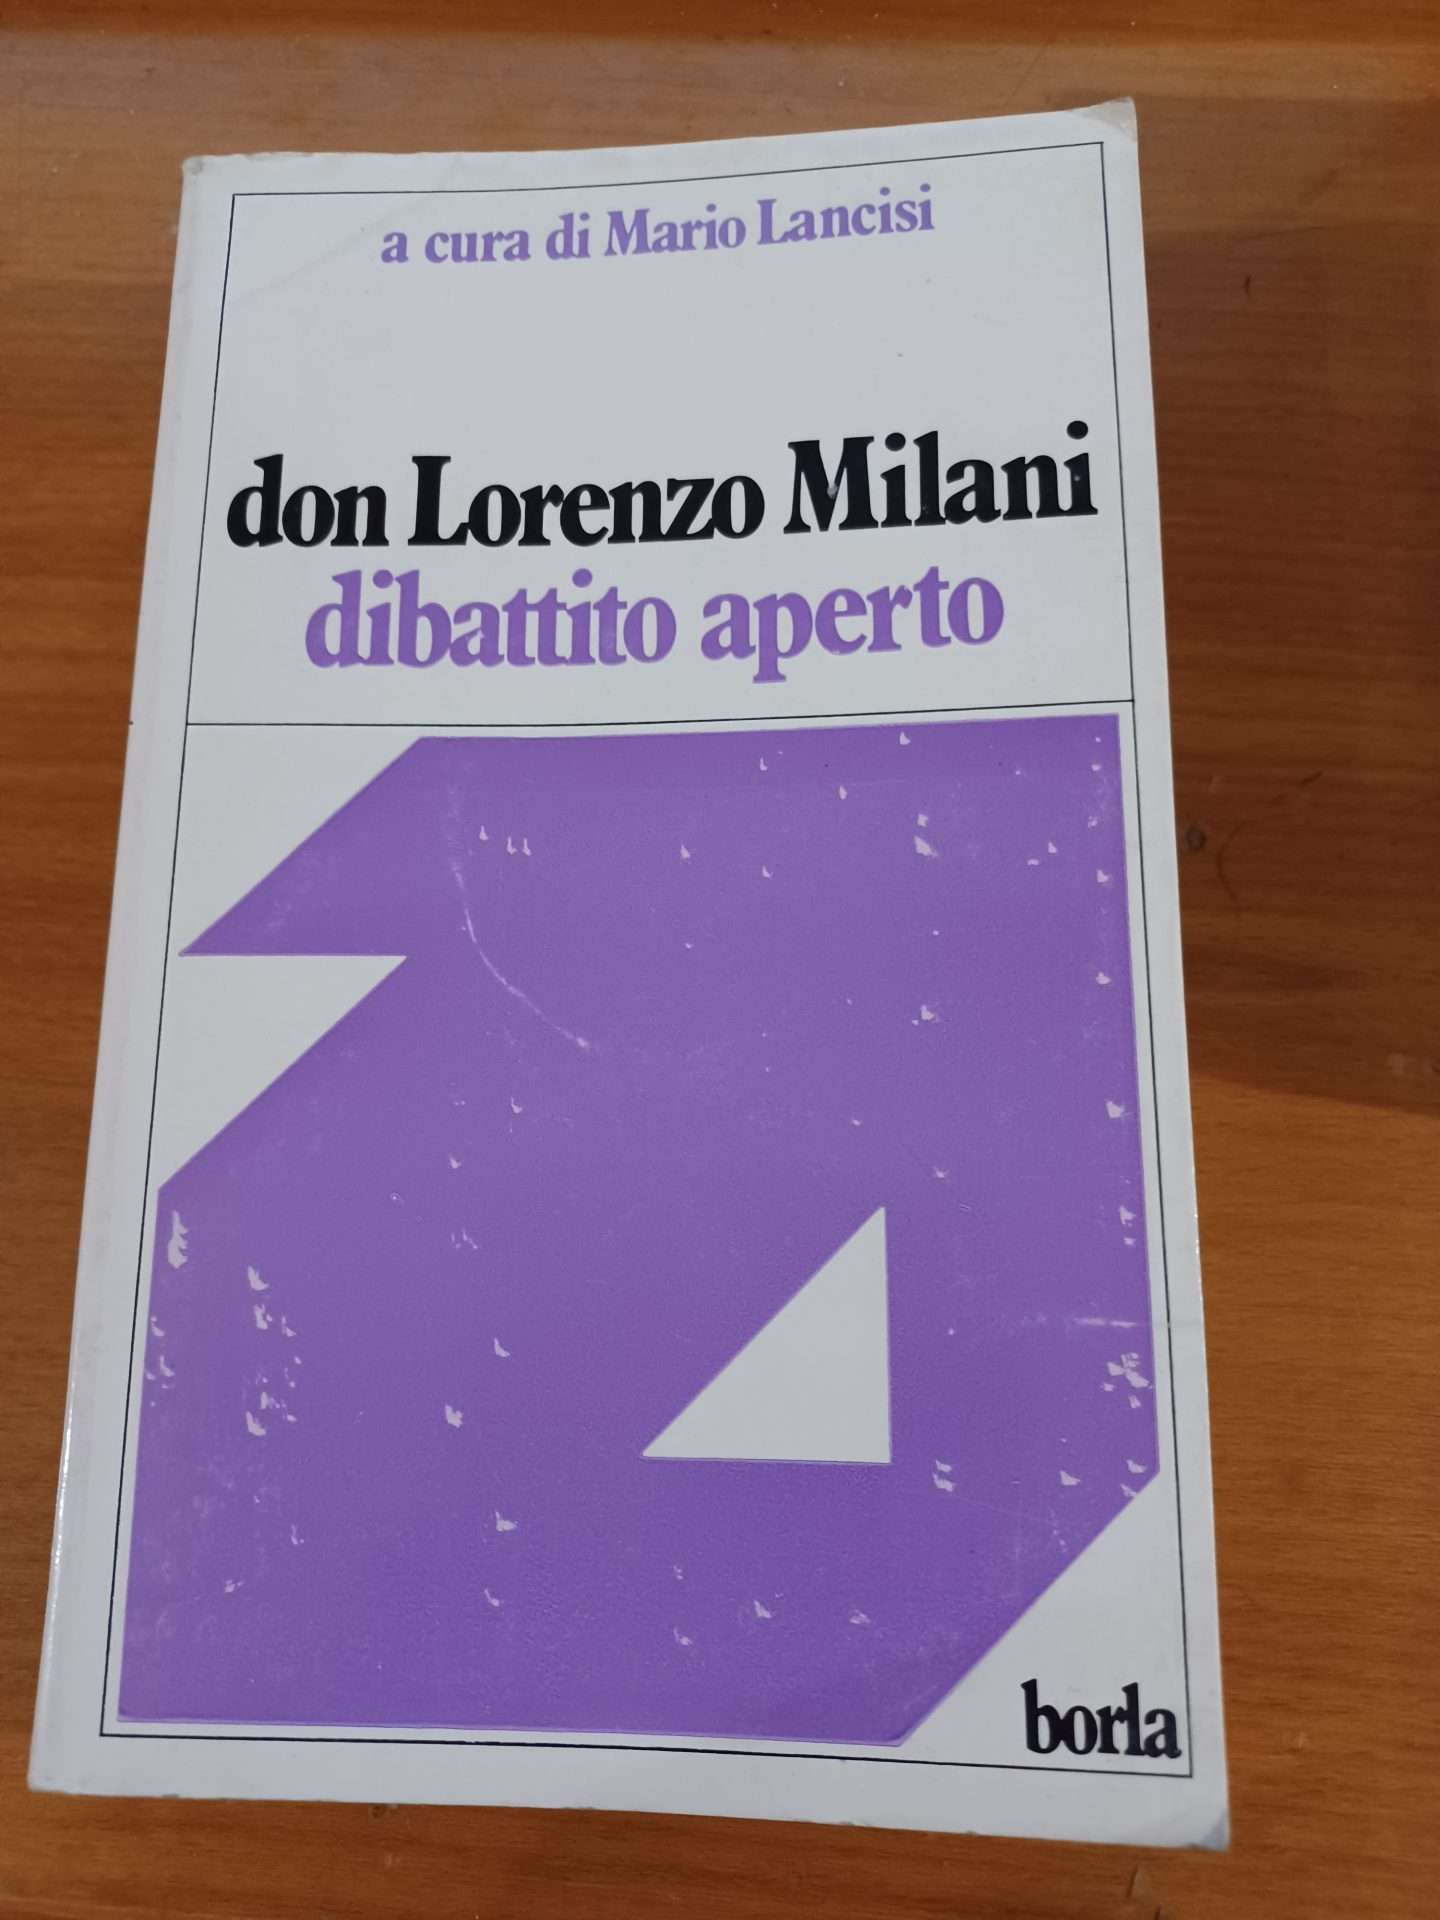 a cura di Mario Lancisi
don Lorenzo Milani
dibattito aperto
borla